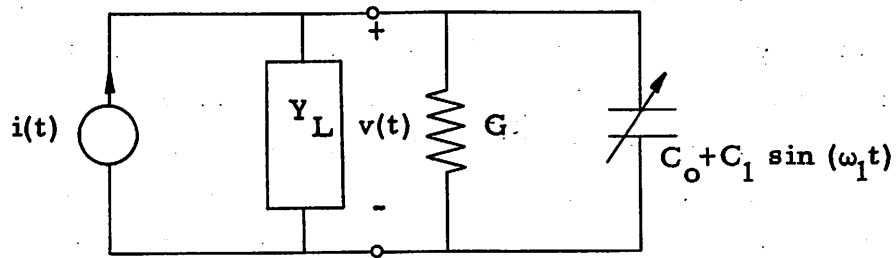 i(t)
Y_L
+
v(t)
-
G
C_o+C_1 sin (ω_1t)